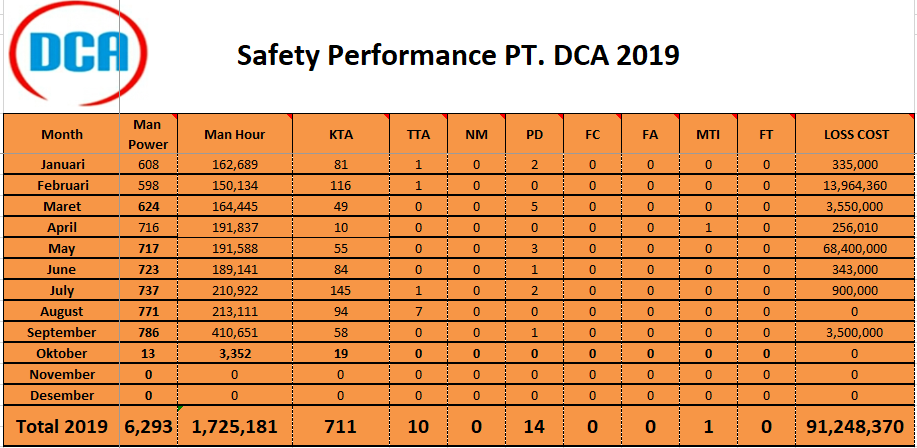 DCA
Safety Performance PT. DCA 2019
Month Man Power Man Hour KTA TTA NM PD FC FA MTI FT LOSS COST
Januari 608 162,689 81 1 0 2 0 0 0 0 335,000
Februari 598 150,134 116 1 0 0 0 0 0 0 13,964,360
Maret 624 164,445 49 0 0 5 0 0 0 0 3,550,000
April 716 191,837 10 0 0 0 0 0 1 0 256,010
May 717 191,588 55 0 0 3 0 0 0 0 68,400,000
June 723 189,141 84 0 0 1 0 0 0 0 343,000
July 737 210,922 145 1 0 2 0 0 0 0 900,000
August 771 213,111 94 7 0 0 0 0 0 0 0
September 786 410,651 58 0 0 1 0 0 0 0 3,500,000
Oktober 13 3,352 19 0 0 0 0 0 0 0 0
November 0 0 0 0 0 0 0 0 0 0 0
Desember 0 0 0 0 0 0 0 0 0 0 0
Total 2019 6,293 1,725,181 711 10 0 14 0 0 1 0 91,248,370